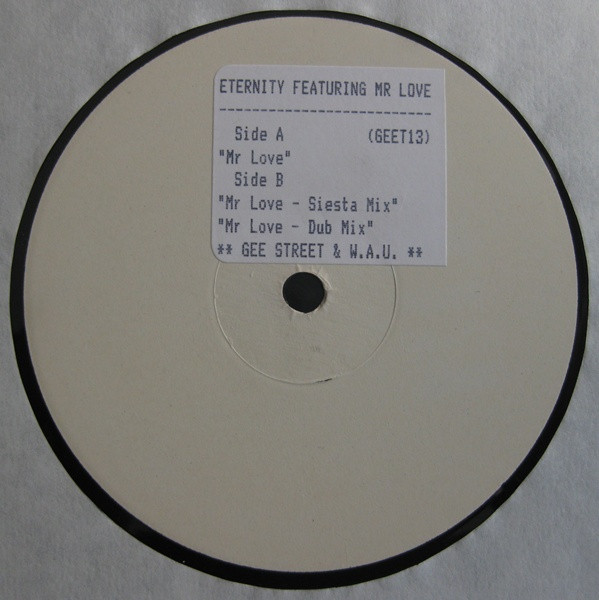 ETERNITY FEATURING MR LOVE
----------------------------
Side A (GEET13)
"Mr Love"
Side B
"Mr Love - Siesta Mix"
"Mr Love - Dub Mix"
** GEE STREET & W.A.U. **